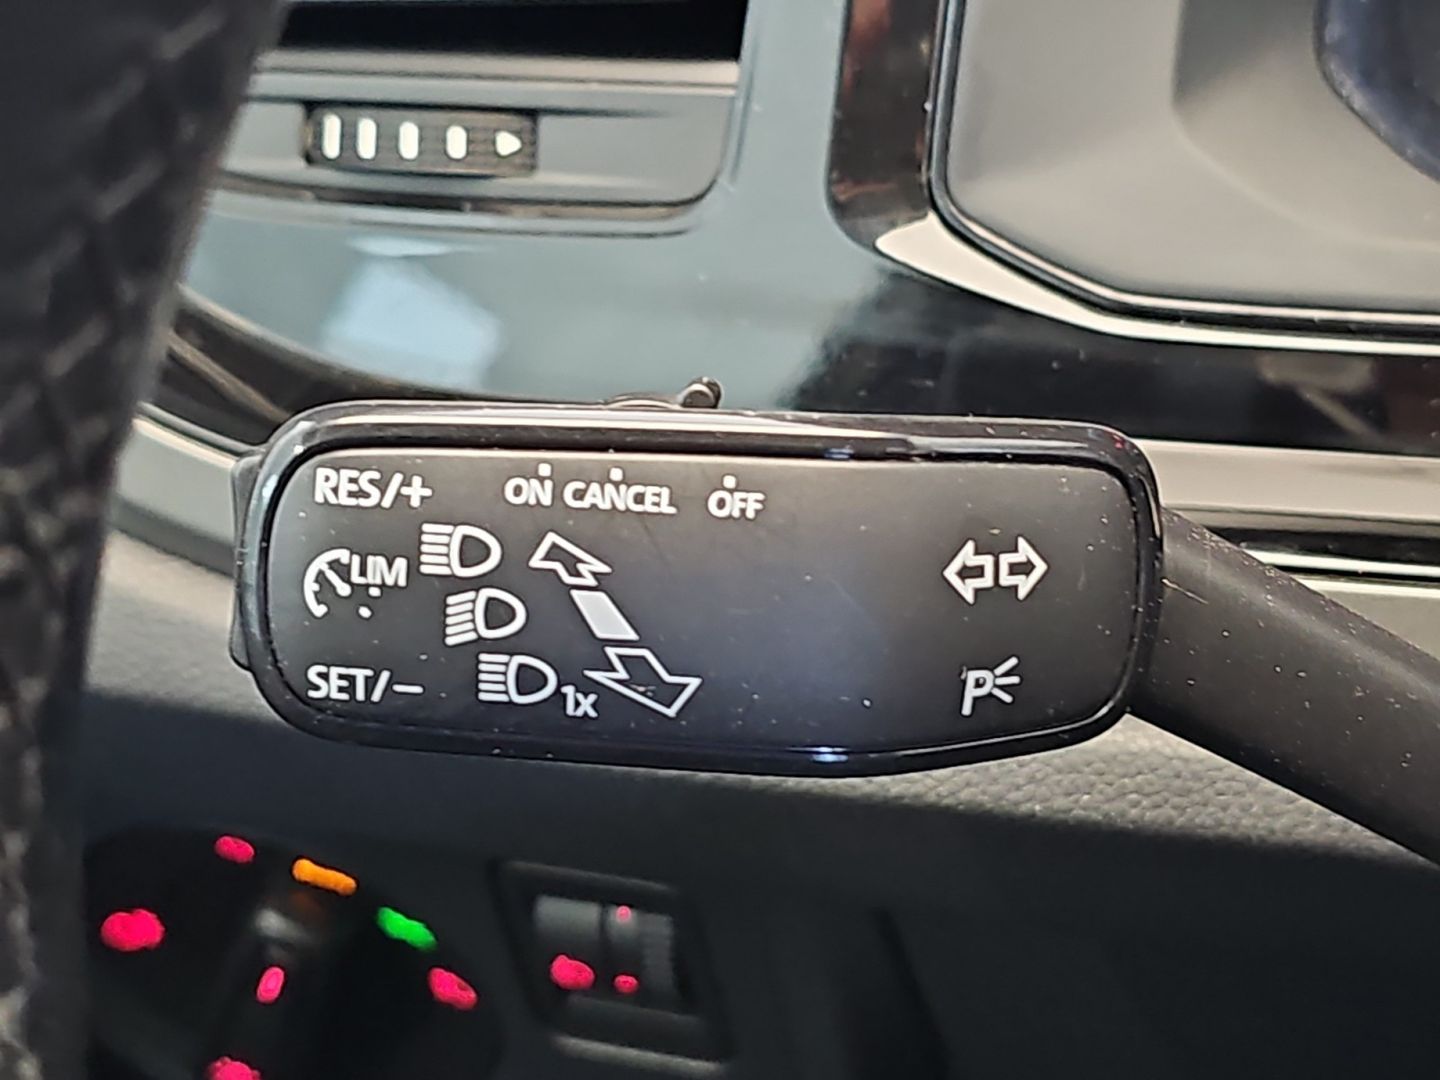 RES/+ ON CANCEL OFF
LIM
SET/− 1x
P